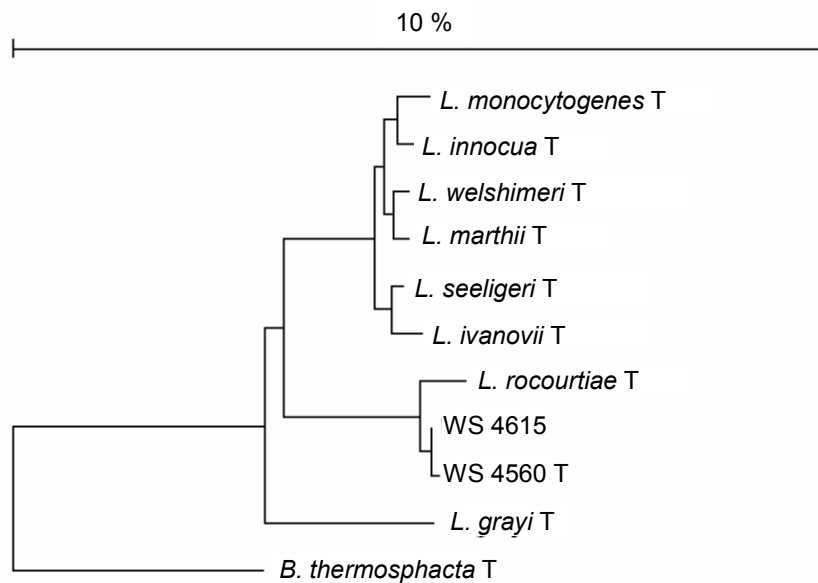 10 %
L. monocytogenes T
L. innocua T
L. welshimeri T
L. marthii T
L. seeligeri T
L. ivanovii T
L. rocourtiae T
WS 4615
WS 4560 T
L. grayi T
B. thermosphacta T